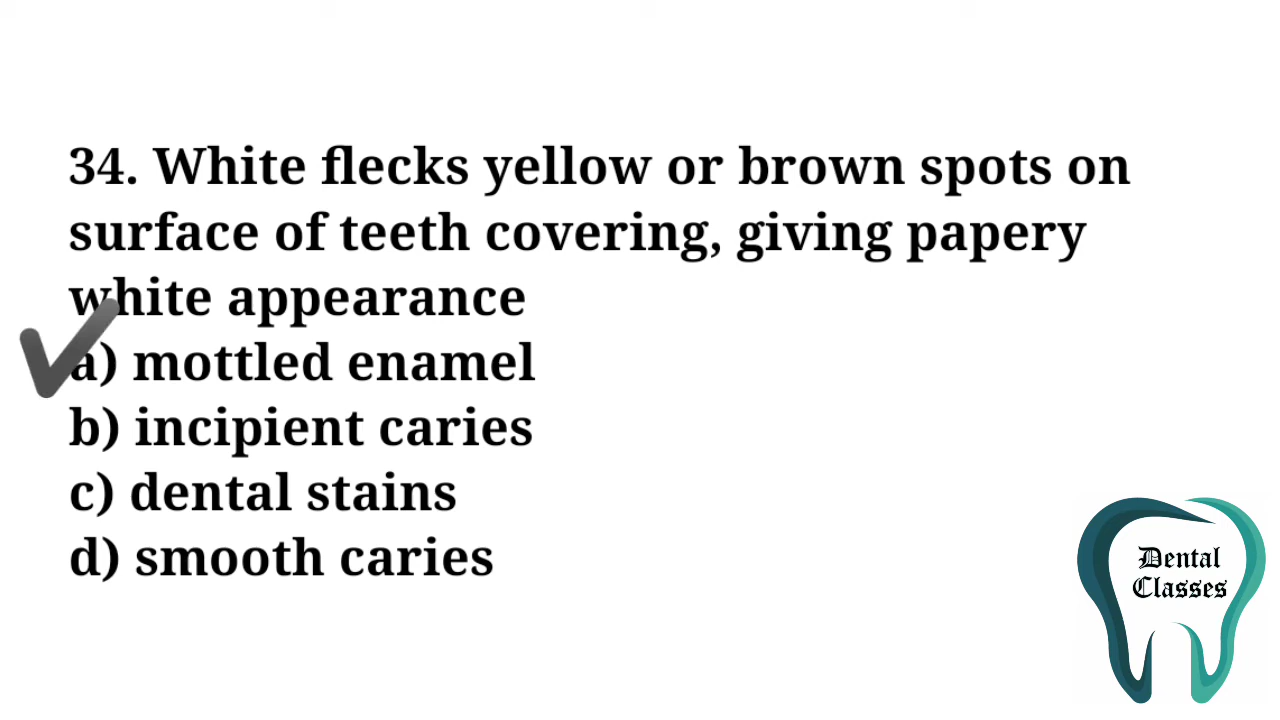 34. White flecks yellow or brown spots on
surface of teeth covering, giving papery
white appearance
a) mottled enamel
b) incipient caries
c) dental stains
d) smooth caries
Dental
Classes